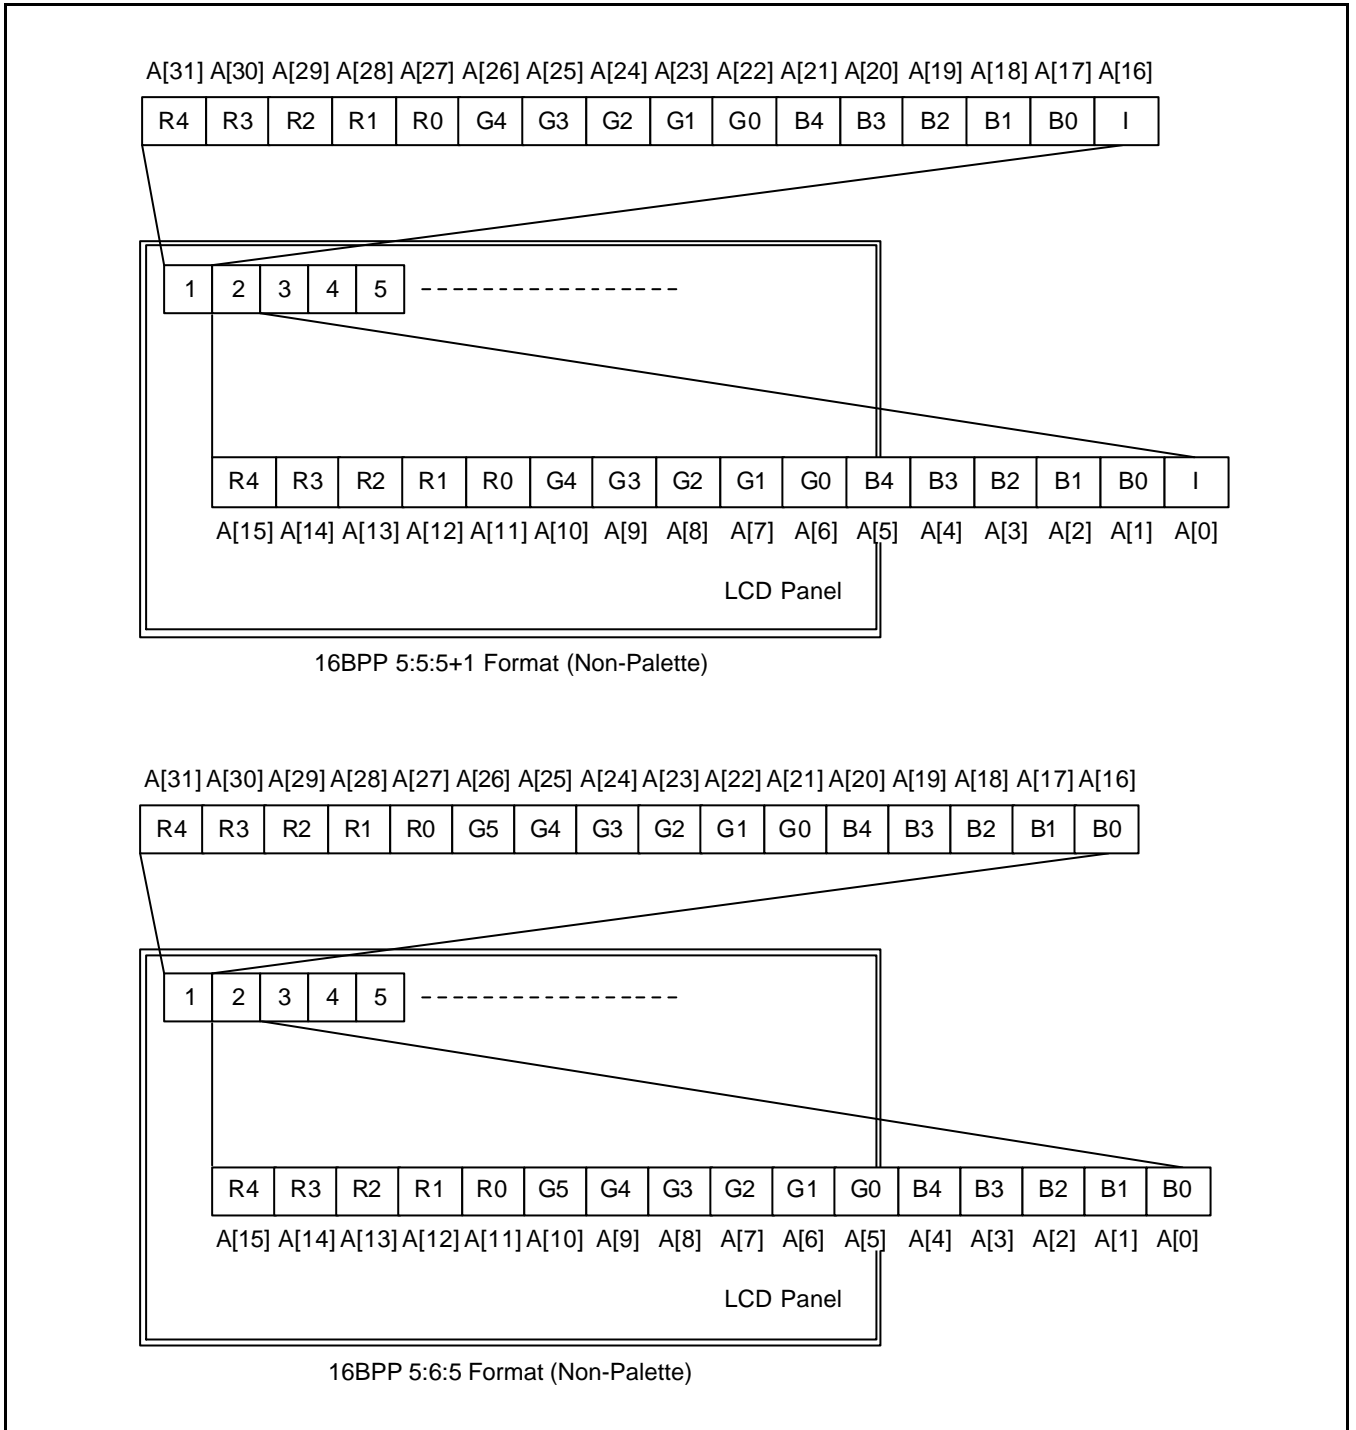 A[31] A[30] A[29] A[28] A[27] A[26] A[25] A[24] A[23] A[22] A[21] A[20] A[19] A[18] A[17] A[16]
R4 R3 R2 R1 R0 G4 G3 G2 G1 G0 B4 B3 B2 B1 B0 I
1 2 3 4 5
R4 R3 R2 R1 R0 G4 G3 G2 G1 G0 B4 B3 B2 B1 B0 I
A[15] A[14] A[13] A[12] A[11] A[10] A[9] A[8] A[7] A[6] A[5] A[4] A[3] A[2] A[1] A[0]
LCD Panel
16BPP 5:5:5+1 Format (Non-Palette)
A[31] A[30] A[29] A[28] A[27] A[26] A[25] A[24] A[23] A[22] A[21] A[20] A[19] A[18] A[17] A[16]
R4 R3 R2 R1 R0 G5 G4 G3 G2 G1 G0 B4 B3 B2 B1 B0
1 2 3 4 5
R4 R3 R2 R1 R0 G5 G4 G3 G2 G1 G0 B4 B3 B2 B1 B0
A[15] A[14] A[13] A[12] A[11] A[10] A[9] A[8] A[7] A[6] A[5] A[4] A[3] A[2] A[1] A[0]
LCD Panel
16BPP 5:6:5 Format (Non-Palette)